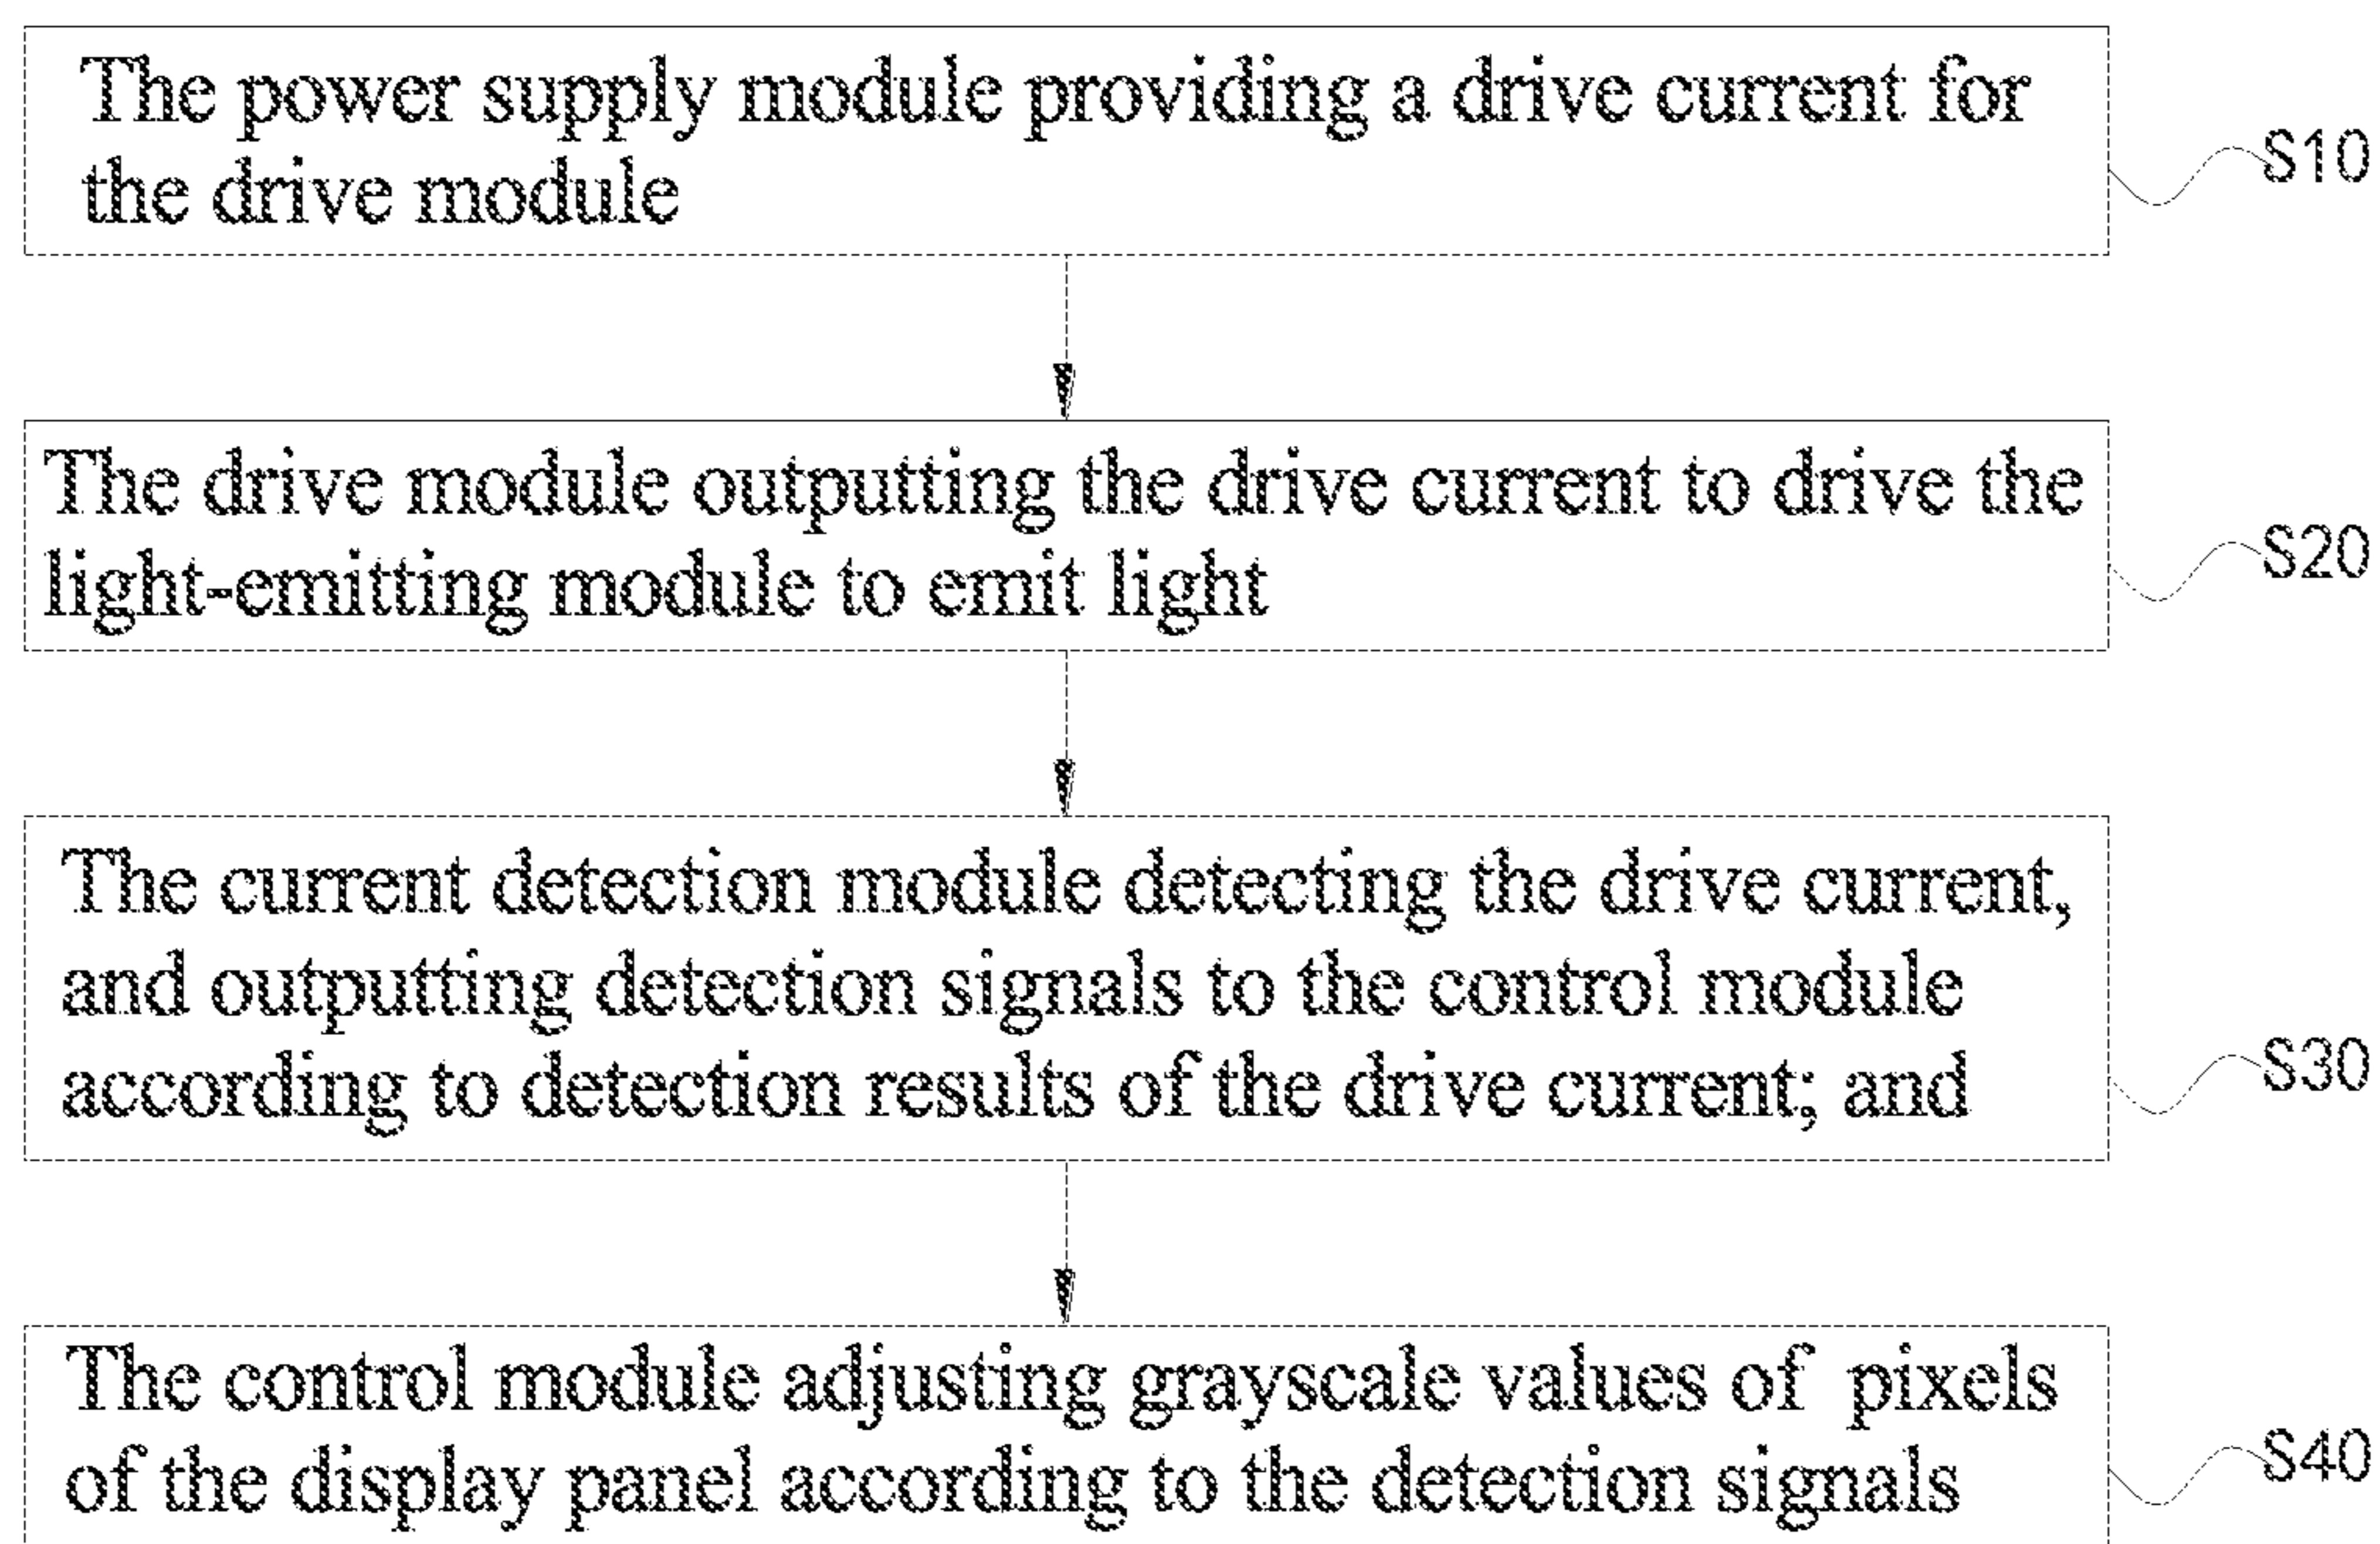 The power supply module providing a drive current for
the drive module
S10
The drive module outputting the drive current to drive the
light-emitting module to emit light
S20
The current detection module detecting the drive current,
and outputting detection signals to the control module
according to detection results of the drive current; and
S30
The control module adjusting grayscale values of pixels
of the display panel according to the detection signals
S40